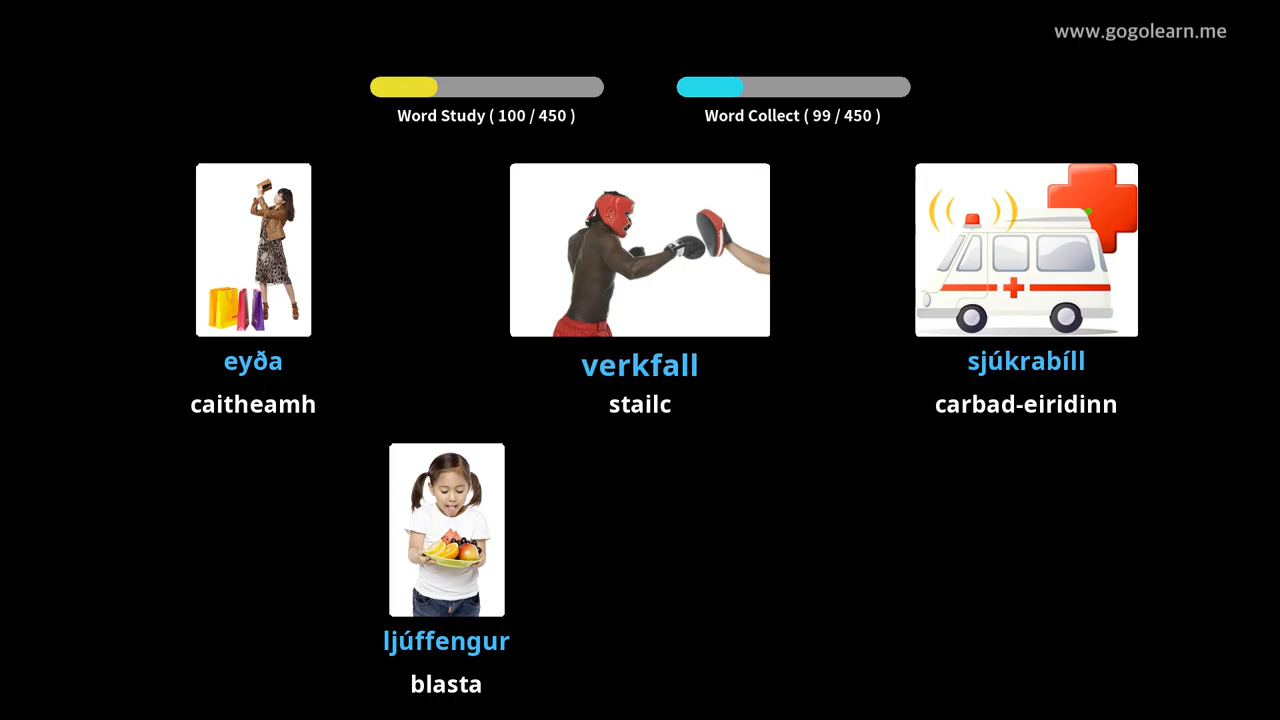 www.gogolearn.me
Word Study ( 100 / 450 )
Word Collect ( 99 / 450 )
eyða
verkfall
sjúkrabíll
caitheamh
stailc
carbad-eiridinn
ljúffengur
blasta